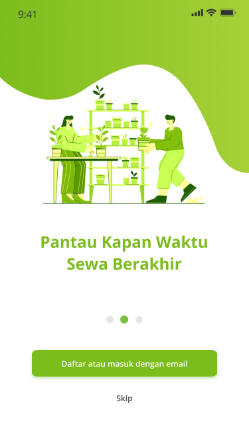 9:41
Pantau Kapan Waktu
Sewa Berakhir
Daftar atau masuk dengan email
Skip